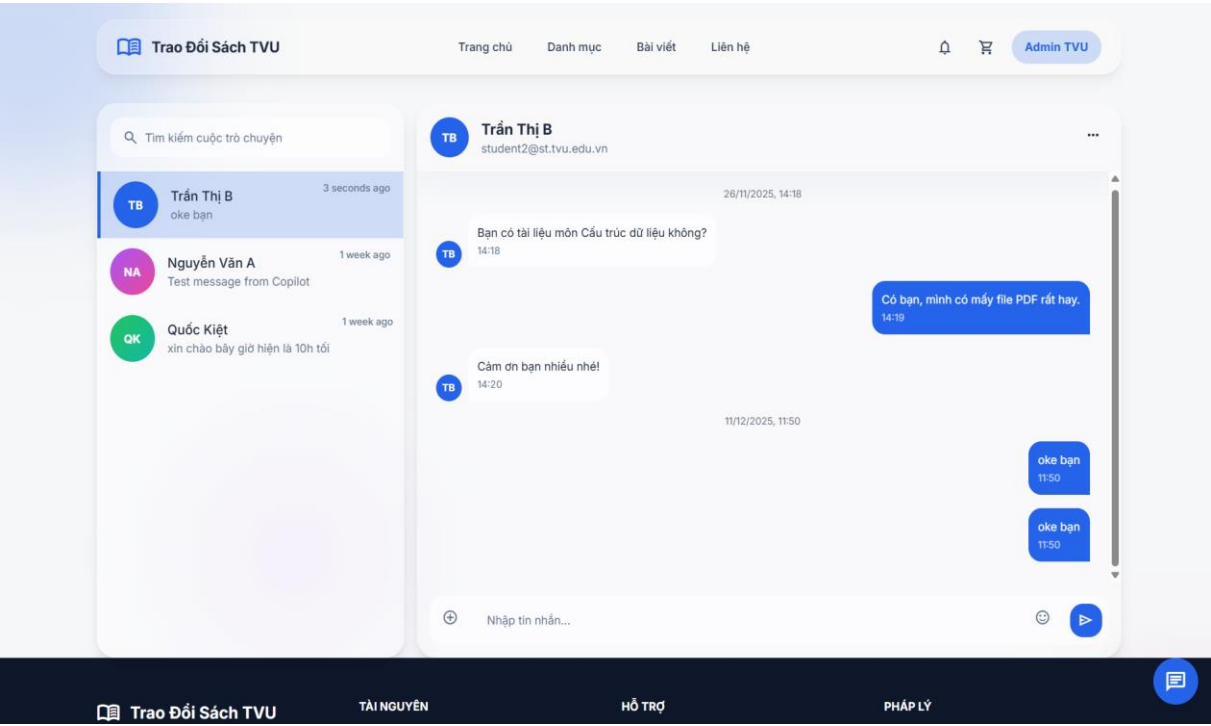 Trao Đổi Sách TVU
Trang chủ Danh mục Bài viết Liên hệ
Admin TVU
Tìm kiếm cuộc trò chuyện
TB
Trần Thị B
3 seconds ago
oke bạn
NA
Nguyễn Văn A
1 week ago
Test message from Copilot
QK
Quốc Kiệt
1 week ago
xin chào bây giờ hiện là 10h tối
TB
Trần Thị B
student2@st.tvu.edu.vn
26/11/2025, 14:18
Bạn có tài liệu môn Cấu trúc dữ liệu không?
TB
14:18
Có bạn, mình có mấy file PDF rất hay.
14:19
Cảm ơn bạn nhiều nhé!
TB
14:20
11/12/2025, 11:50
oke bạn
11:50
oke bạn
11:50
Nhập tin nhắn...
Trao Đổi Sách TVU
TÀI NGUYÊN
HỖ TRỢ
PHÁP LÝ